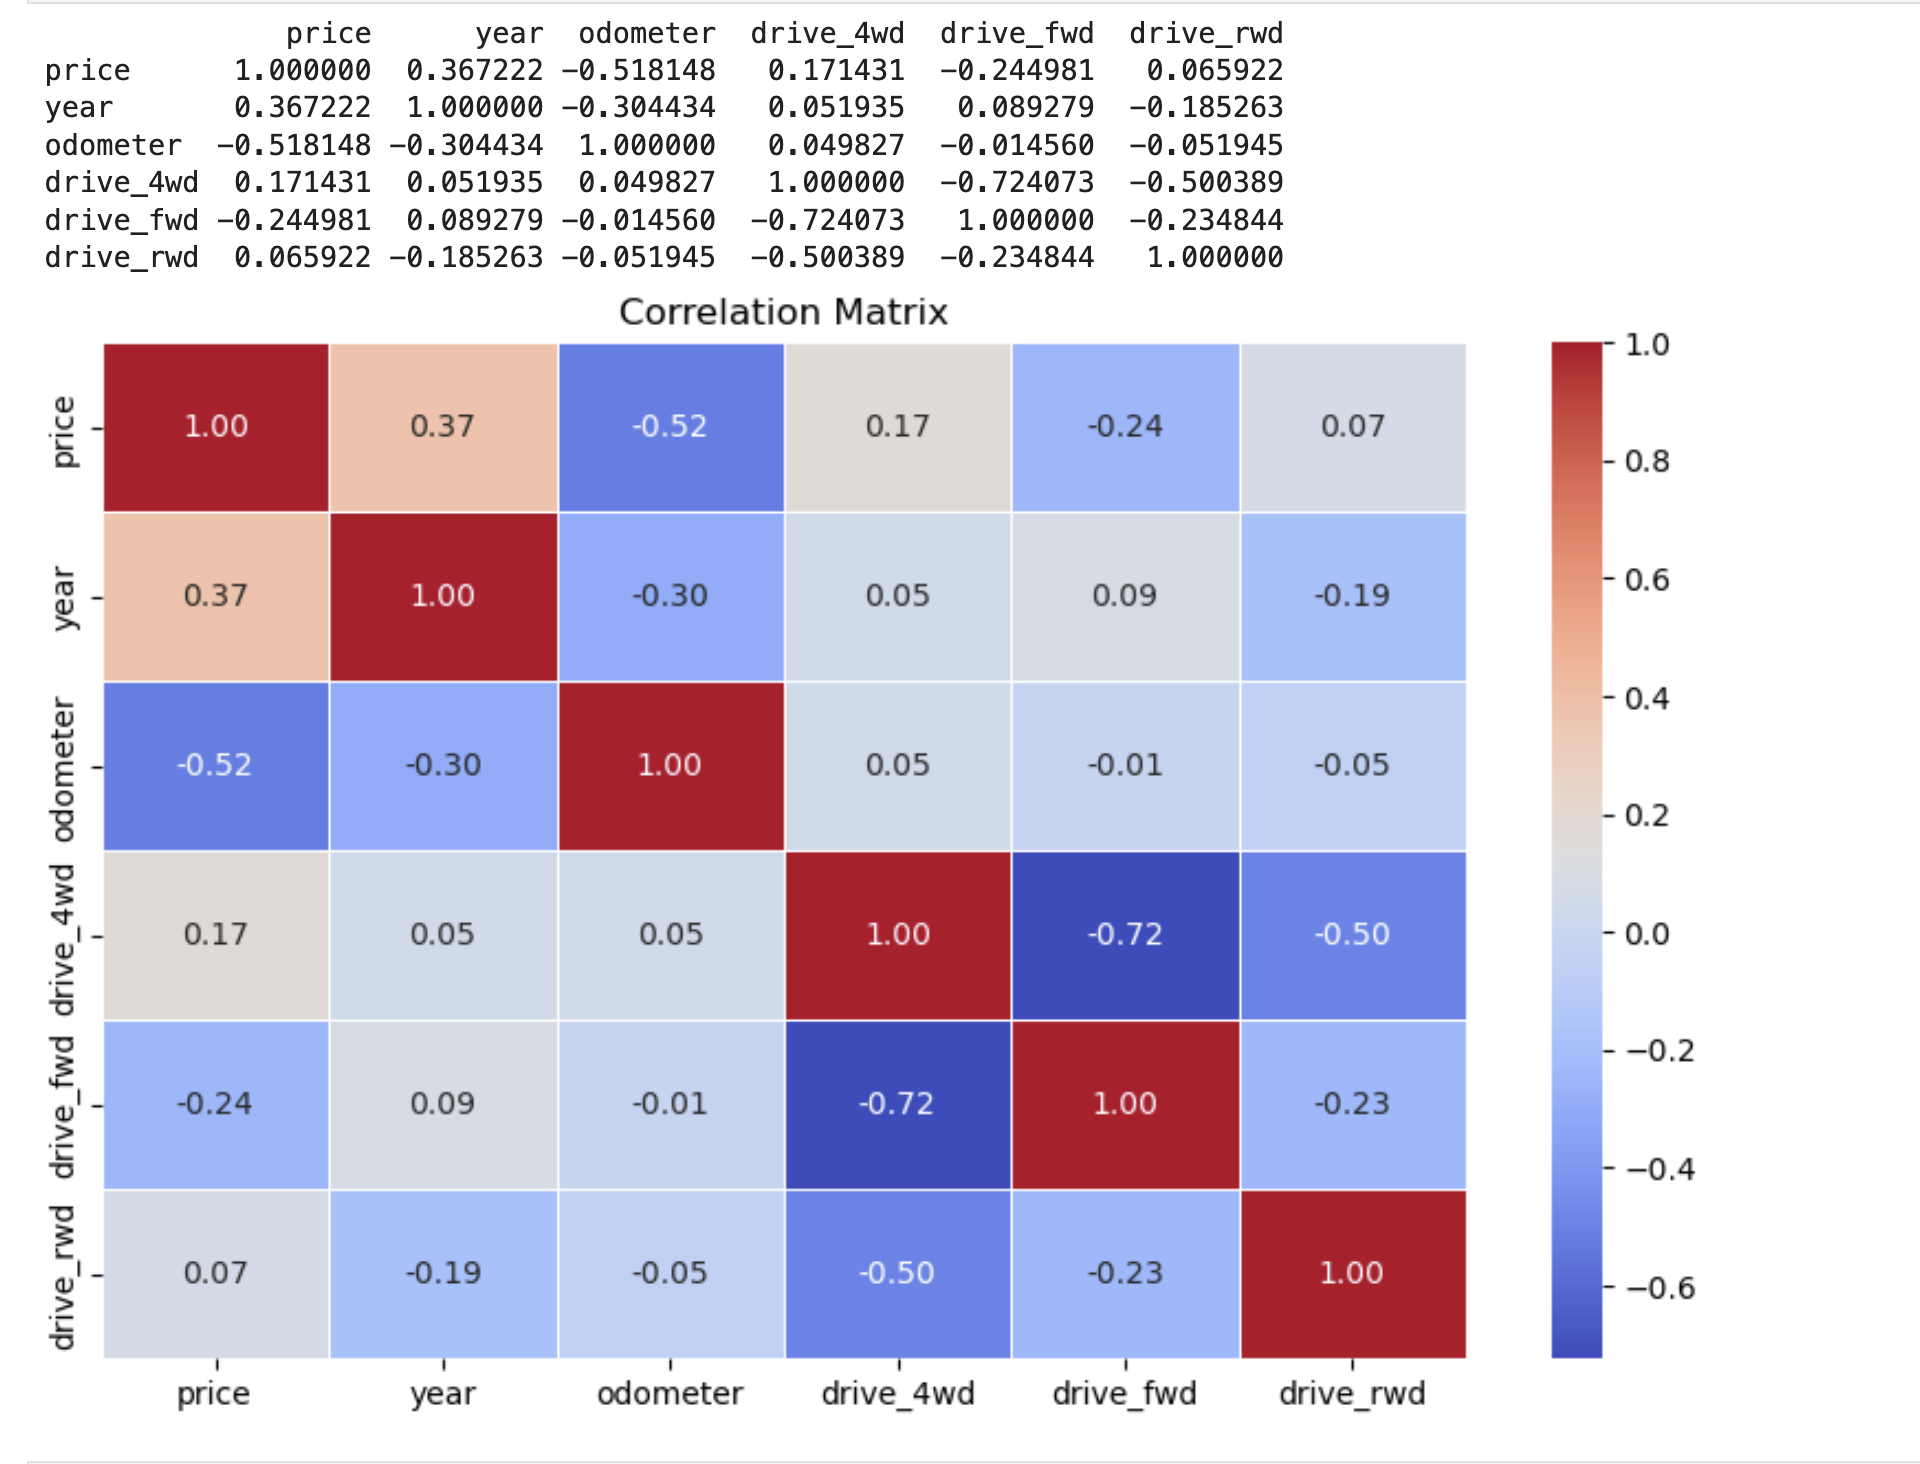 price year odometer drive_4wd drive_fwd drive_rwd
price 1.000000 0.367222 −0.518148 0.171431 −0.244981 0.065922
year 0.367222 1.000000 −0.304434 0.051935 0.089279 −0.185263
odometer −0.518148 −0.304434 1.000000 0.049827 −0.014560 −0.051945
drive_4wd 0.171431 0.051935 0.049827 1.000000 −0.724073 −0.500389
drive_fwd −0.244981 0.089279 −0.014560 −0.724073 1.000000 −0.234844
drive_rwd 0.065922 −0.185263 −0.051945 −0.500389 −0.234844 1.000000
Correlation Matrix
price 1.00 0.37 -0.52 0.17 -0.24 0.07
year 0.37 1.00 -0.30 0.05 0.09 -0.19
odometer -0.52 -0.30 1.00 0.05 -0.01 -0.05
drive_4wd 0.17 0.05 0.05 1.00 -0.72 -0.50
drive_fwd -0.24 0.09 -0.01 -0.72 1.00 -0.23
drive_rwd 0.07 -0.19 -0.05 -0.50 -0.23 1.00
price year odometer drive_4wd drive_fwd drive_rwd
1.0
0.8
0.6
0.4
0.2
0.0
−0.2
−0.4
−0.6